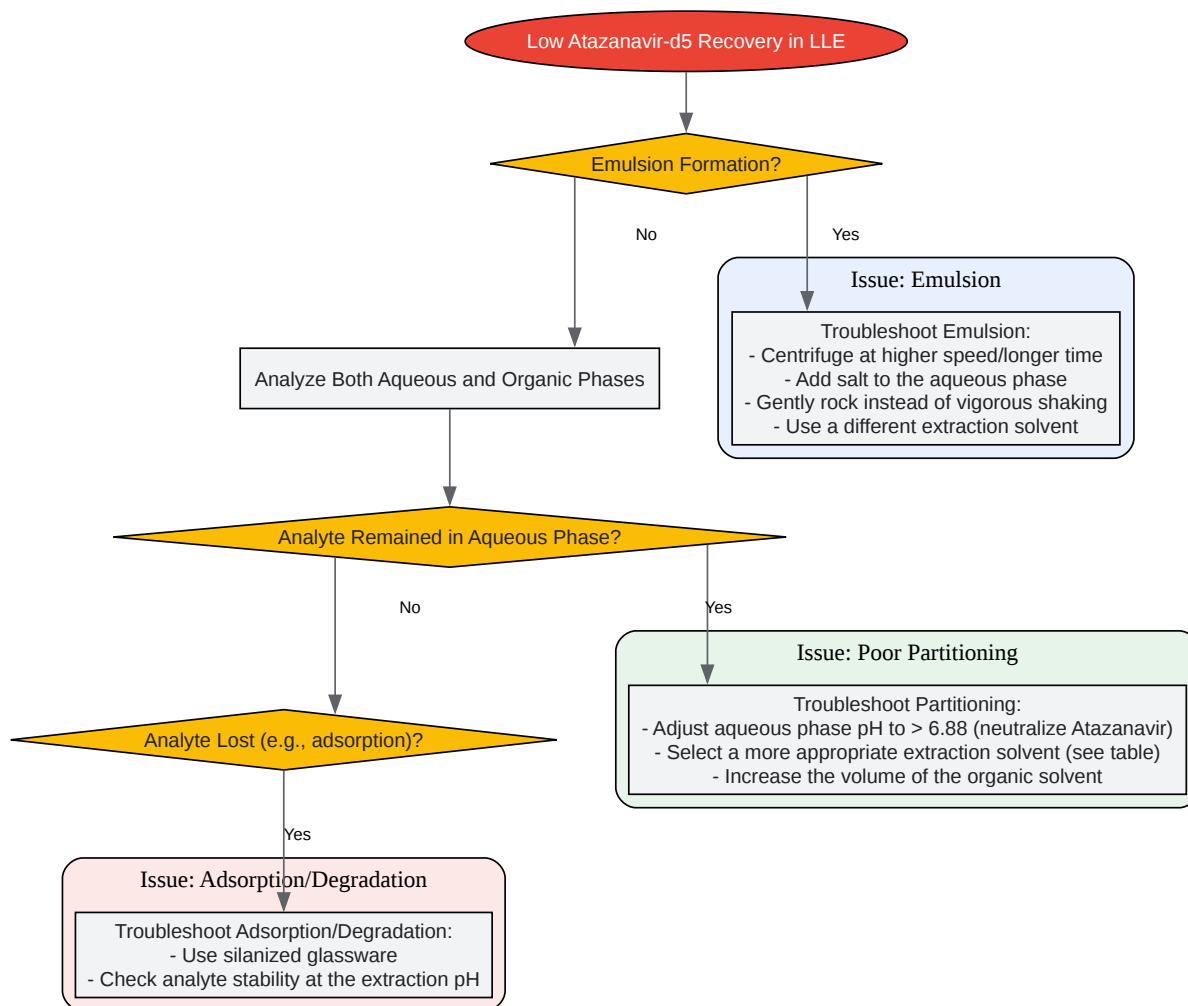 Low Atazanavir-d5 Recovery in LLE
Emulsion Formation?
No
Yes
Issue: Emulsion
Troubleshoot Emulsion:
- Centrifuge at higher speed/longer time
- Add salt to the aqueous phase
- Gently rock instead of vigorous shaking
- Use a different extraction solvent
Analyze Both Aqueous and Organic Phases
Analyte Remained in Aqueous Phase?
No
Yes
Issue: Poor Partitioning
Troubleshoot Partitioning:
- Adjust aqueous phase pH to > 6.88 (neutralize Atazanavir)
- Select a more appropriate extraction solvent (see table)
- Increase the volume of the organic solvent
Analyte Lost (e.g., adsorption)?
Yes
Issue: Adsorption/Degradation
Troubleshoot Adsorption/Degradation:
- Use silanized glassware
- Check analyte stability at the extraction pH